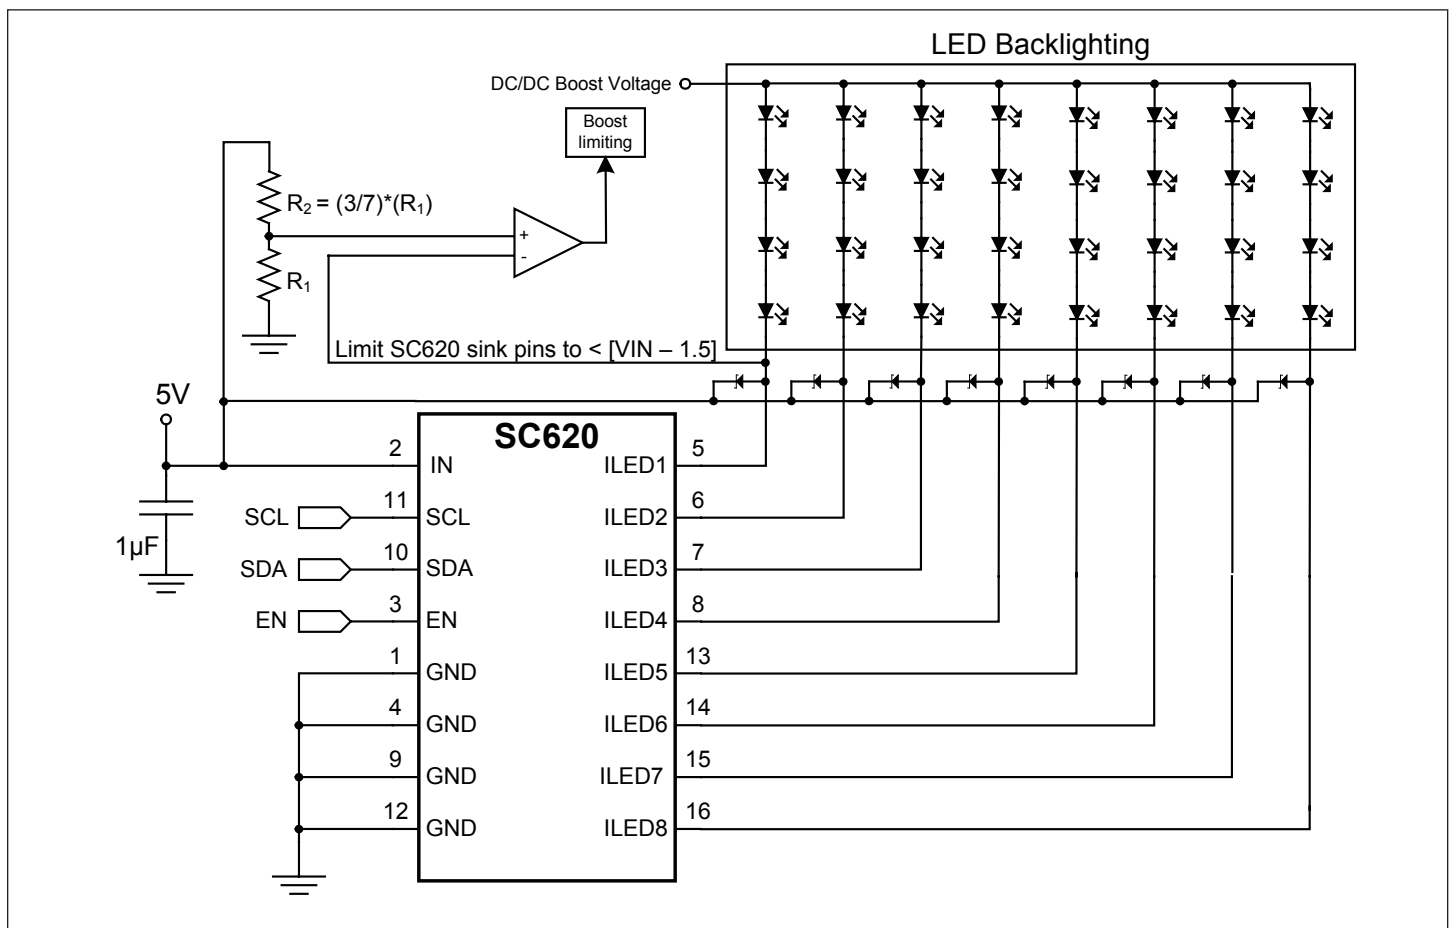 LED Backlighting
DC/DC Boost Voltage
Boost
limiting
R₂ = (3/7)*(R₁)
+
-
R₁
Limit SC620 sink pins to < [VIN – 1.5]
5V
SC620
2
IN
ILED1
5
11
SCL
SCL
ILED2
6
1µF
10
SDA
SDA
ILED3
7
3
EN
EN
ILED4
8
1
GND
ILED5
13
4
GND
ILED6
14
9
GND
ILED7
15
12
GND
ILED8
16